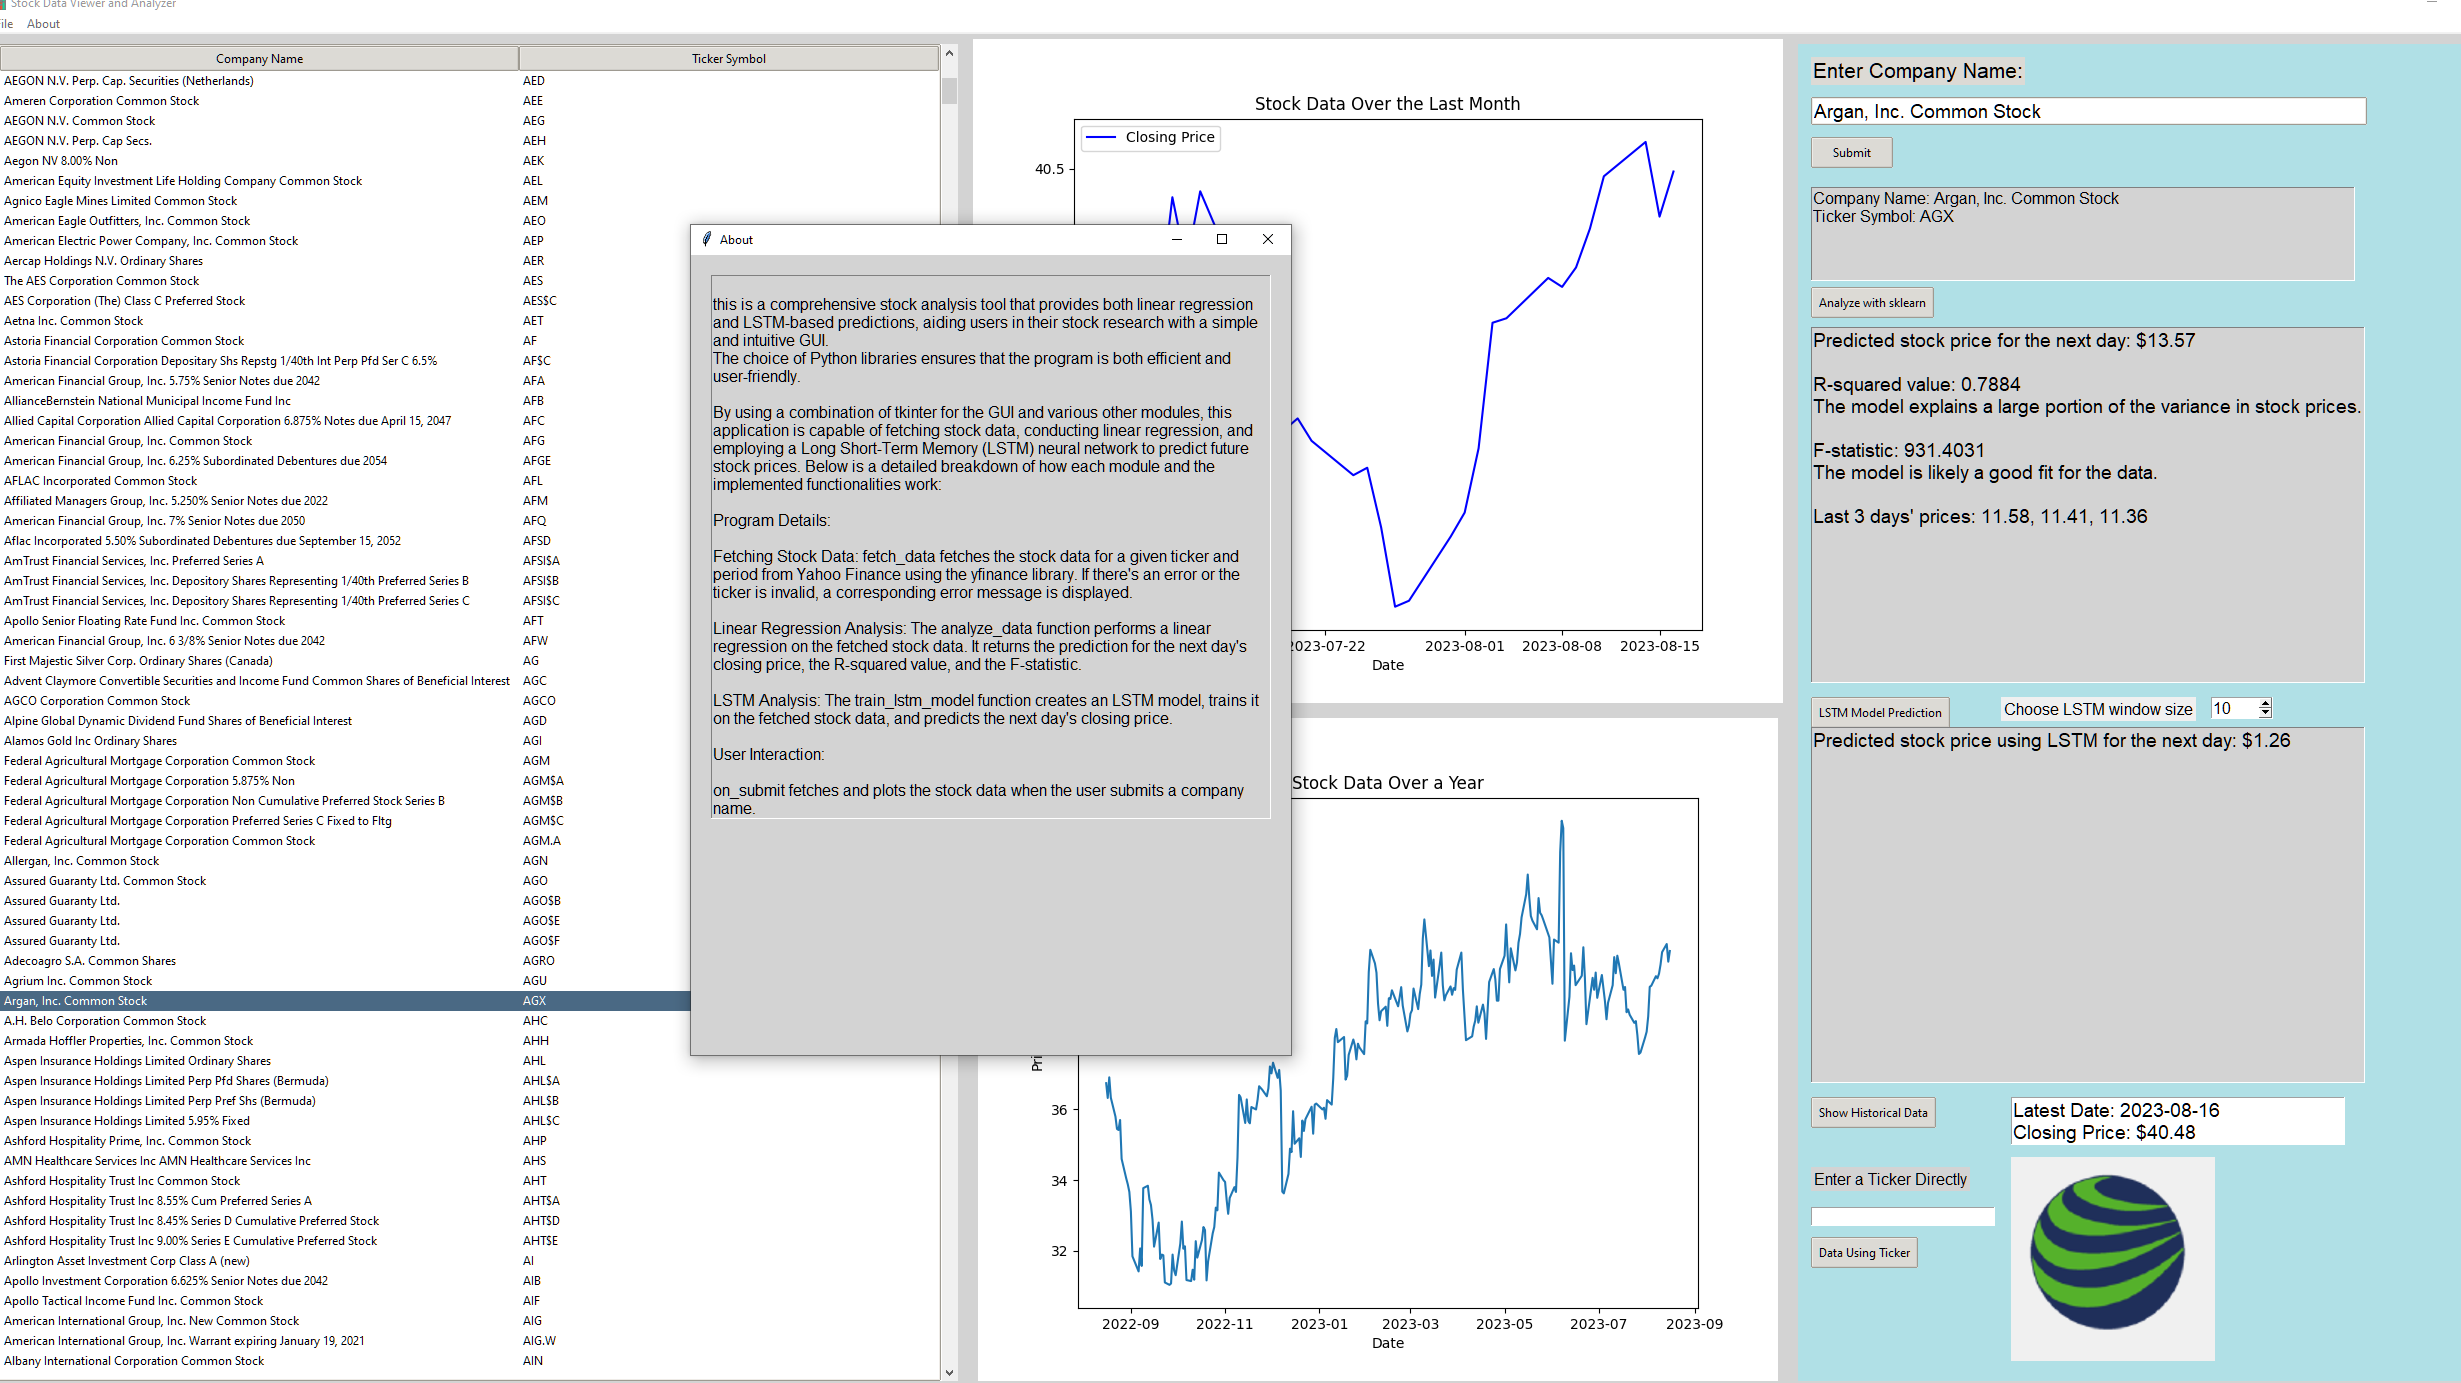 Stock Data Viewer and Analyzer
ile About
Company Name Ticker Symbol
AEGON N.V. Perp. Cap. Securities (Netherlands) AED
Ameren Corporation Common Stock AEE
AEGON N.V. Common Stock AEG
AEGON N.V. Perp. Cap Secs. AEH
Aegon NV 8.00% Non AEK
American Equity Investment Life Holding Company Common Stock AEL
Agnico Eagle Mines Limited Common Stock AEM
American Eagle Outfitters, Inc. Common Stock AEO
American Electric Power Company, Inc. Common Stock AEP
Aercap Holdings N.V. Ordinary Shares AER
The AES Corporation Common Stock AES
AES Corporation (The) Class C Preferred Stock AES$C
Aetna Inc. Common Stock AET
Astoria Financial Corporation Common Stock AF
Astoria Financial Corporation Depositary Shs Repstg 1/40th Int Perp Pfd Ser C 6.5% AF$C
American Financial Group, Inc. 5.75% Senior Notes due 2042 AFA
AllianceBernstein National Municipal Income Fund Inc AFB
Allied Capital Corporation Allied Capital Corporation 6.875% Notes due April 15, 2047 AFC
American Financial Group, Inc. Common Stock AFG
American Financial Group, Inc. 6.25% Subordinated Debentures due 2054 AFGE
AFLAC Incorporated Common Stock AFL
Affiliated Managers Group, Inc. 5.250% Senior Notes due 2022 AFM
American Financial Group, Inc. 7% Senior Notes due 2050 AFQ
Aflac Incorporated 5.50% Subordinated Debentures due September 15, 2052 AFSD
AmTrust Financial Services, Inc. Preferred Series A AFSI$A
AmTrust Financial Services, Inc. Depository Shares Representing 1/40th Preferred Series B AFSI$B
AmTrust Financial Services, Inc. Depository Shares Representing 1/40th Preferred Series C AFSI$C
Apollo Senior Floating Rate Fund Inc. Common Stock AFT
American Financial Group, Inc. 6 3/8% Senior Notes due 2042 AFW
First Majestic Silver Corp. Ordinary Shares (Canada) AG
Advent Claymore Convertible Securities and Income Fund Common Shares of Beneficial Interest AGC
AGCO Corporation Common Stock AGCO
Alpine Global Dynamic Dividend Fund Shares of Beneficial Interest AGD
Alamos Gold Inc Ordinary Shares AGI
Federal Agricultural Mortgage Corporation Common Stock AGM
Federal Agricultural Mortgage Corporation 5.875% Non AGM$A
Federal Agricultural Mortgage Corporation Non Cumulative Preferred Stock Series B AGM$B
Federal Agricultural Mortgage Corporation Preferred Series C Fixed to Fltg AGM$C
Federal Agricultural Mortgage Corporation Common Stock AGM.A
Allergan, Inc. Common Stock AGN
Assured Guaranty Ltd. Common Stock AGO
Assured Guaranty Ltd. AGO$B
Assured Guaranty Ltd. AGO$E
Assured Guaranty Ltd. AGO$F
Adecoagro S.A. Common Shares AGRO
Agrium Inc. Common Stock AGU
Argan, Inc. Common Stock AGX
A.H. Belo Corporation Common Stock AHC
Armada Hoffler Properties, Inc. Common Stock AHH
Aspen Insurance Holdings Limited Ordinary Shares AHL
Aspen Insurance Holdings Limited Perp Pfd Shares (Bermuda) AHL$A
Aspen Insurance Holdings Limited Perp Pref Shs (Bermuda) AHL$B
Aspen Insurance Holdings Limited 5.95% Fixed AHL$C
Ashford Hospitality Prime, Inc. Common Stock AHP
AMN Healthcare Services Inc AMN Healthcare Services Inc AHS
Ashford Hospitality Trust Inc Common Stock AHT
Ashford Hospitality Trust Inc 8.55% Cum Preferred Series A AHT$A
Ashford Hospitality Trust Inc 8.45% Series D Cumulative Preferred Stock AHT$D
Ashford Hospitality Trust Inc 9.00% Series E Cumulative Preferred Stock AHT$E
Arlington Asset Investment Corp Class A (new) AI
Apollo Investment Corporation 6.625% Senior Notes due 2042 AIB
Apollo Tactical Income Fund Inc. Common Stock AIF
American International Group, Inc. New Common Stock AIG
American International Group, Inc. Warrant expiring January 19, 2021 AIG.W
Albany International Corporation Common Stock AIN
Stock Data Over the Last Month
Closing Price
40.5
2023-07-22 2023-08-01 2023-08-08 2023-08-15
Date
About
this is a comprehensive stock analysis tool that provides both linear regression
and LSTM-based predictions, aiding users in their stock research with a simple
and intuitive GUI.
The choice of Python libraries ensures that the program is both efficient and
user-friendly.
By using a combination of tkinter for the GUI and various other modules, this
application is capable of fetching stock data, conducting linear regression, and
employing a Long Short-Term Memory (LSTM) neural network to predict future
stock prices. Below is a detailed breakdown of how each module and the
implemented functionalities work:
Program Details:
Fetching Stock Data: fetch_data fetches the stock data for a given ticker and
period from Yahoo Finance using the yfinance library. If there's an error or the
ticker is invalid, a corresponding error message is displayed.
Linear Regression Analysis: The analyze_data function performs a linear
regression on the fetched stock data. It returns the prediction for the next day's
closing price, the R-squared value, and the F-statistic.
LSTM Analysis: The train_lstm_model function creates an LSTM model, trains it
on the fetched stock data, and predicts the next day's closing price.
User Interaction:
on_submit fetches and plots the stock data when the user submits a company
name.
Stock Data Over a Year
Pri
36
34
32
2022-09 2022-11 2023-01 2023-03 2023-05 2023-07 2023-09
Date
Enter Company Name:
Argan, Inc. Common Stock
Submit
Company Name: Argan, Inc. Common Stock
Ticker Symbol: AGX
Analyze with sklearn
Predicted stock price for the next day: $13.57
R-squared value: 0.7884
The model explains a large portion of the variance in stock prices.
F-statistic: 931.4031
The model is likely a good fit for the data.
Last 3 days' prices: 11.58, 11.41, 11.36
LSTM Model Prediction Choose LSTM window size 10
Predicted stock price using LSTM for the next day: $1.26
Show Historical Data
Latest Date: 2023-08-16
Closing Price: $40.48
Enter a Ticker Directly
Data Using Ticker